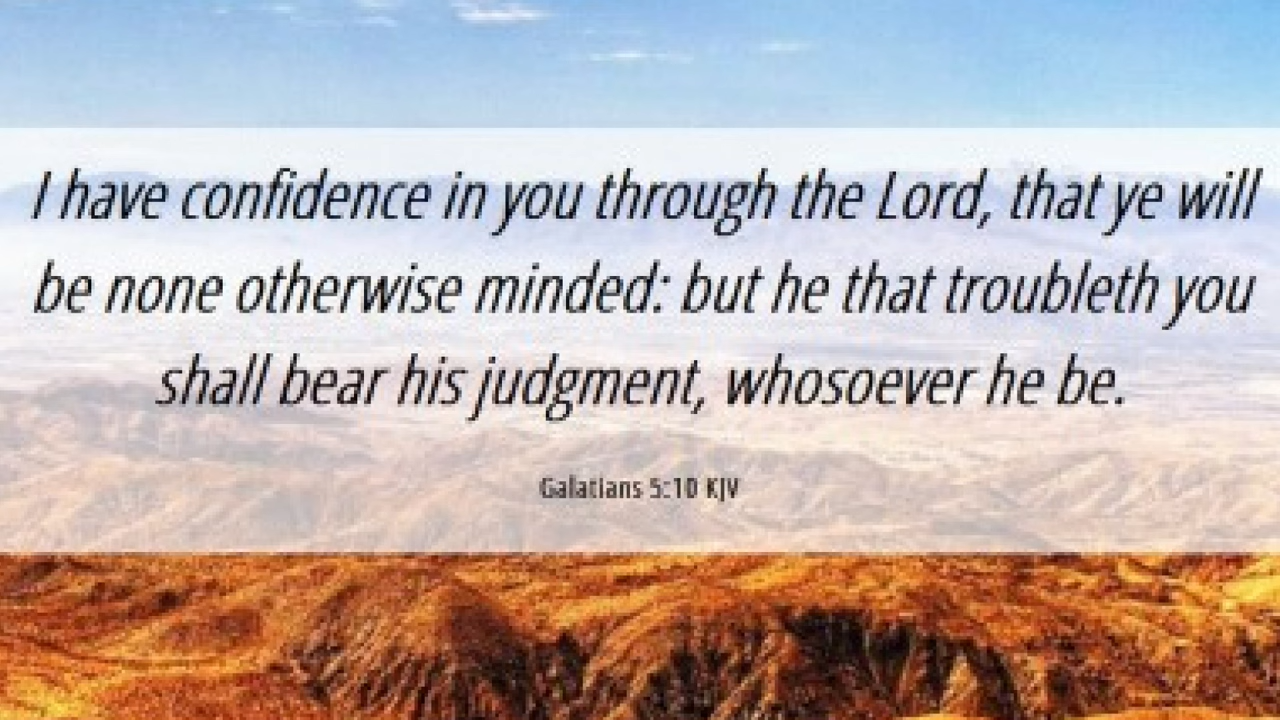 I have confidence in you through the Lord, that ye will
be none otherwise minded: but he that troubleth you
shall bear his judgment, whosoever he be.
Galatians 5:10 KJV